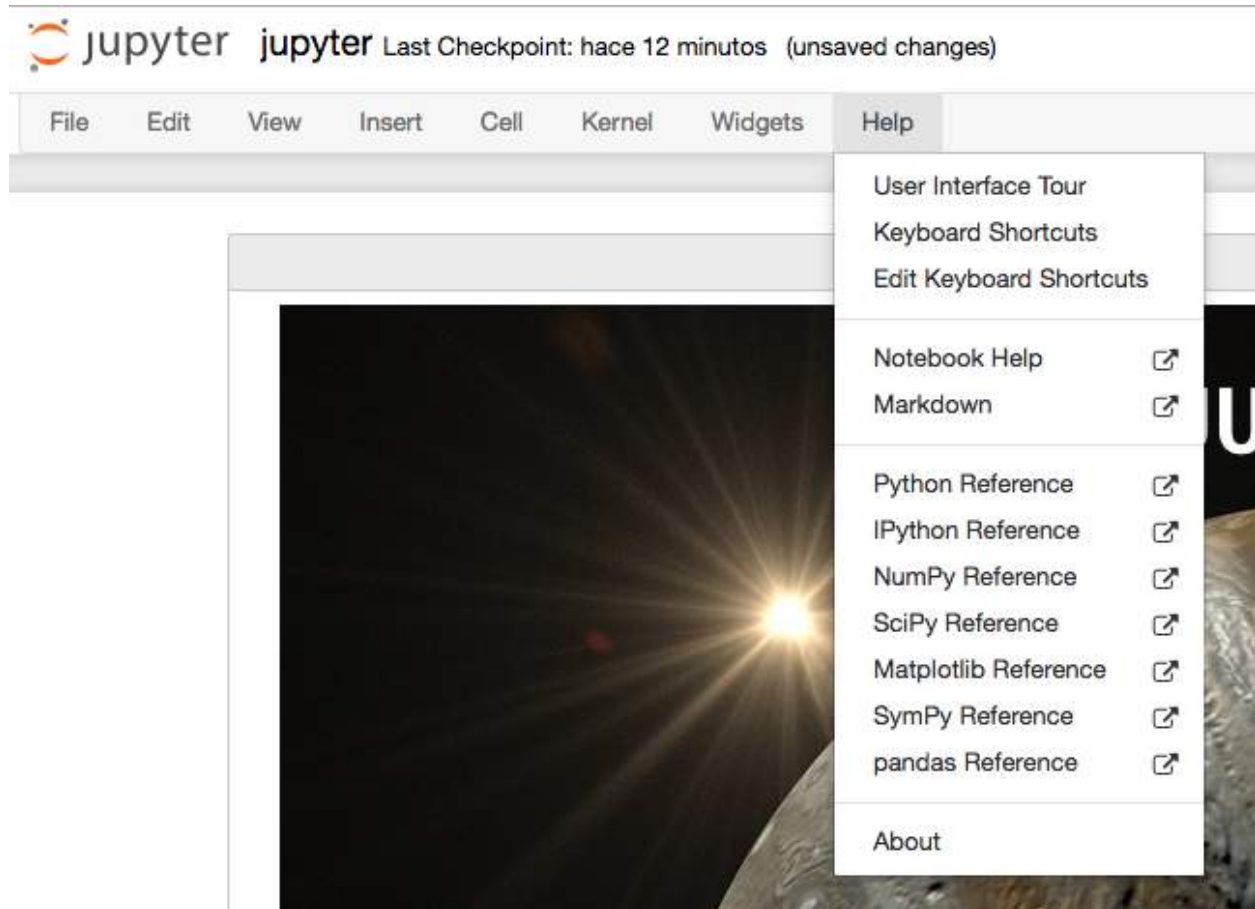 jupyter jupyter Last Checkpoint: hace 12 minutos (unsaved changes)
File Edit View Insert Cell Kernel Widgets Help
User Interface Tour
Keyboard Shortcuts
Edit Keyboard Shortcuts
Notebook Help
Markdown
Python Reference
IPython Reference
NumPy Reference
SciPy Reference
Matplotlib Reference
SymPy Reference
pandas Reference
About